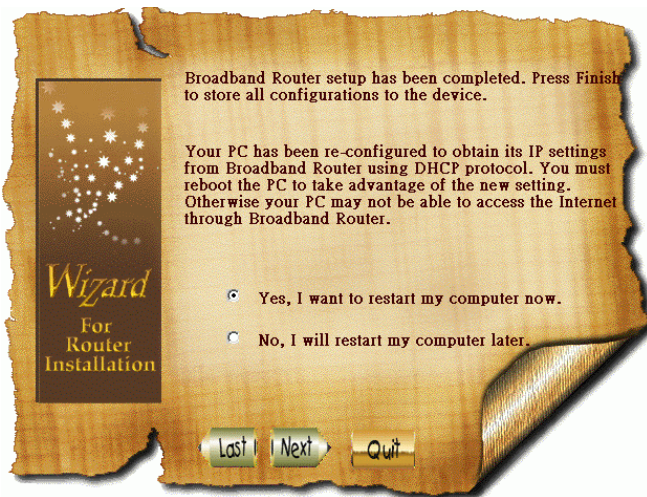 Broadband Router setup has been completed. Press Finish
to store all configurations to the device.
Your PC has been re-configured to obtain its IP settings
from Broadband Router using DHCP protocol. You must
reboot the PC to take advantage of the new setting.
Otherwise your PC may not be able to access the Internet
through Broadband Router.
Wizard
For
Router
Installation
Yes, I want to restart my computer now.
No, I will restart my computer later.
Last
Next
Quit